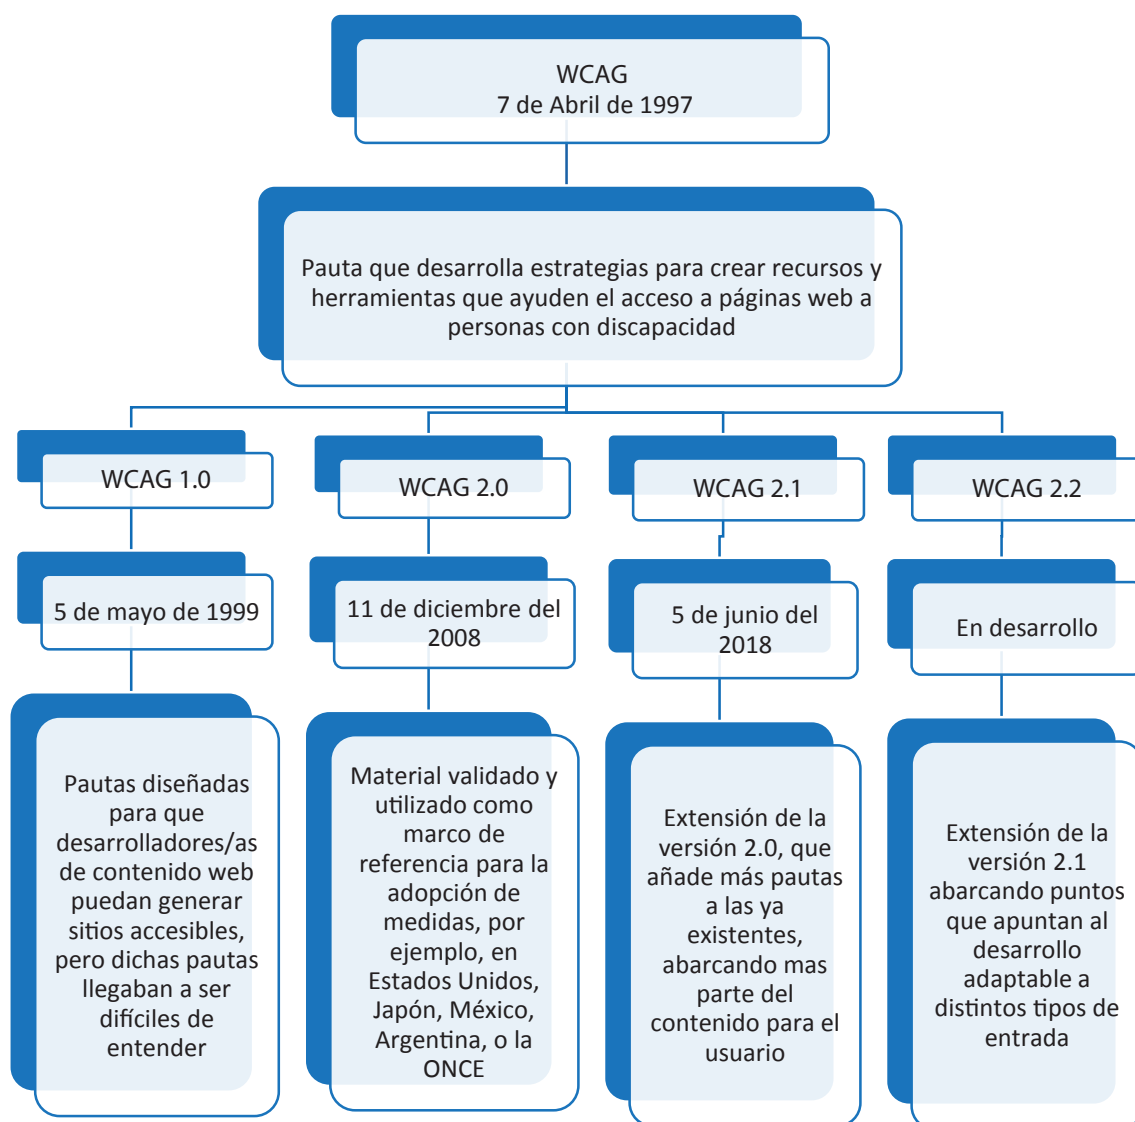 WCAG
7 de Abril de 1997
Pauta que desarrolla estrategias para crear recursos y
herramientas que ayuden el acceso a páginas web a
personas con discapacidad
WCAG 1.0
WCAG 2.0
WCAG 2.1
WCAG 2.2
5 de mayo de 1999
11 de diciembre del
2008
5 de junio del
2018
En desarrollo
Pautas diseñadas
para que
desarrolladores/as
de contenido web
puedan generar
sitios accesibles,
pero dichas pautas
llegaban a ser
difíciles de
entender
Material validado y
utilizado como
marco de
referencia para la
adopción de
medidas, por
ejemplo, en
Estados Unidos,
Japón, México,
Argentina, o la
ONCE
Extensión de la
versión 2.0, que
añade más pautas
a las ya
existentes,
abarcando mas
parte del
contenido para el
usuario
Extensión de la
versión 2.1
abarcando puntos
que apuntan al
desarrollo
adaptable a
distintos tipos de
entrada